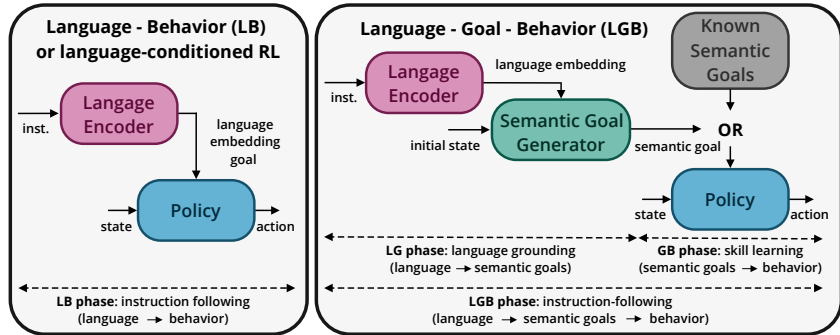 Language - Behavior (LB)
or language-conditioned RL
inst.
Langage
Encoder
language
embedding
goal
state
Policy
action
LB phase: instruction following
(language → behavior)
Language - Goal - Behavior (LGB)
inst.
Langage
Encoder
language embedding
initial state
Semantic Goal
Generator
semantic goal
Known
Semantic
Goals
OR
state
Policy
action
LG phase: language grounding
(language → semantic goals)
GB phase: skill learning
(semantic goals → behavior)
LGB phase: instruction-following
(language → semantic goals → behavior)